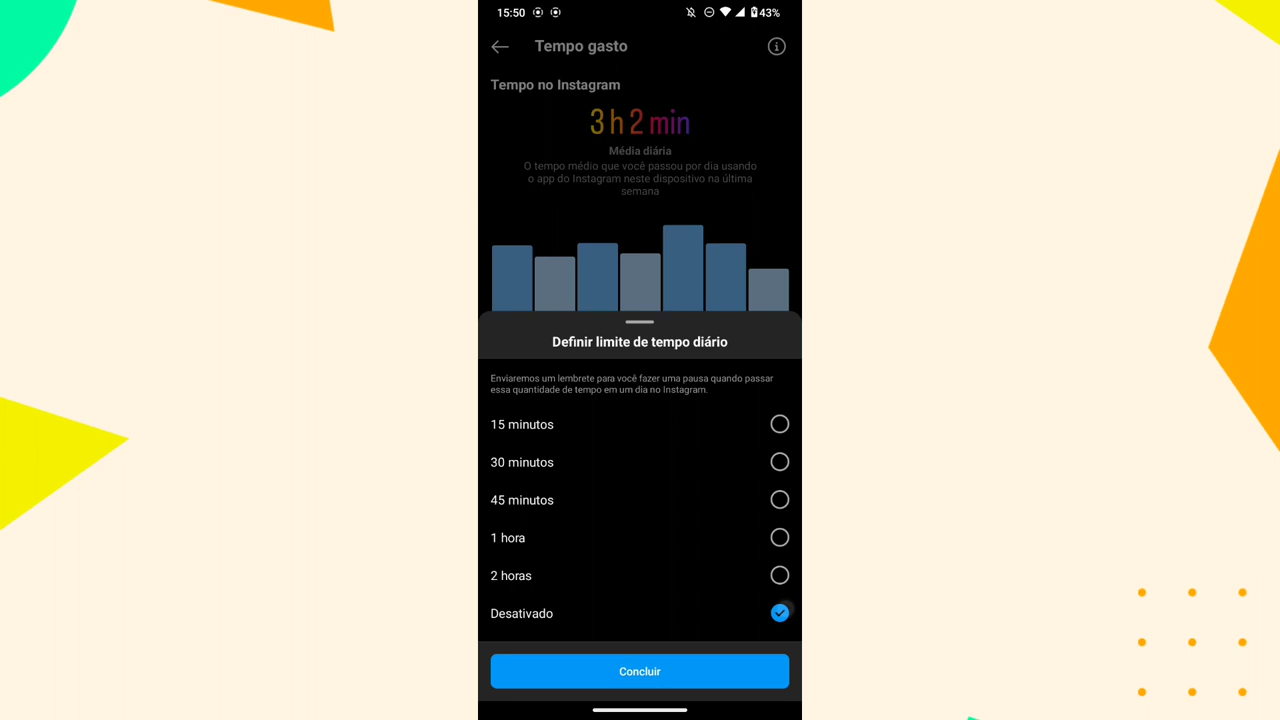 15:50
43%
Tempo gasto
Tempo no Instagram
3 h 2 min
Média diária
O tempo médio que você passou por dia usando
o app do Instagram neste dispositivo na última
semana
Definir limite de tempo diário
Enviaremos um lembrete para você fazer uma pausa quando passar
essa quantidade de tempo em um dia no Instagram.
15 minutos
30 minutos
45 minutos
1 hora
2 horas
Desativado
Concluir